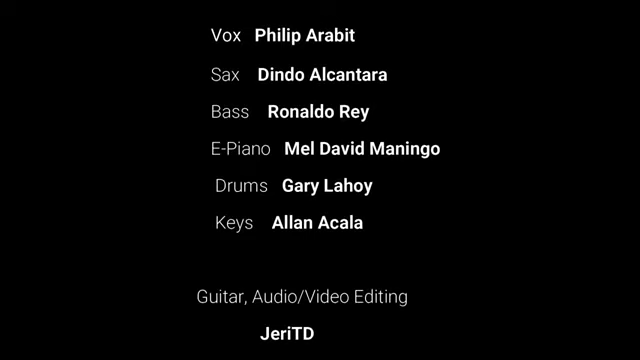 Vox Philip Arabit
Sax Dindo Alcantara
Bass Ronaldo Rey
E-Piano Mel David Maningo
Drums Gary Lahoy
Keys Allan Acala
Guitar, Audio/Video Editing
JeriTD